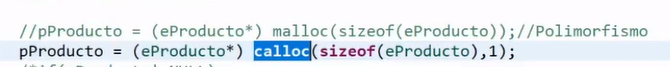 //pProducto = (eProducto*) malloc(sizeof(eProducto));//Polimorfismo
pProducto = (eProducto*) calloc(sizeof(eProducto),1);